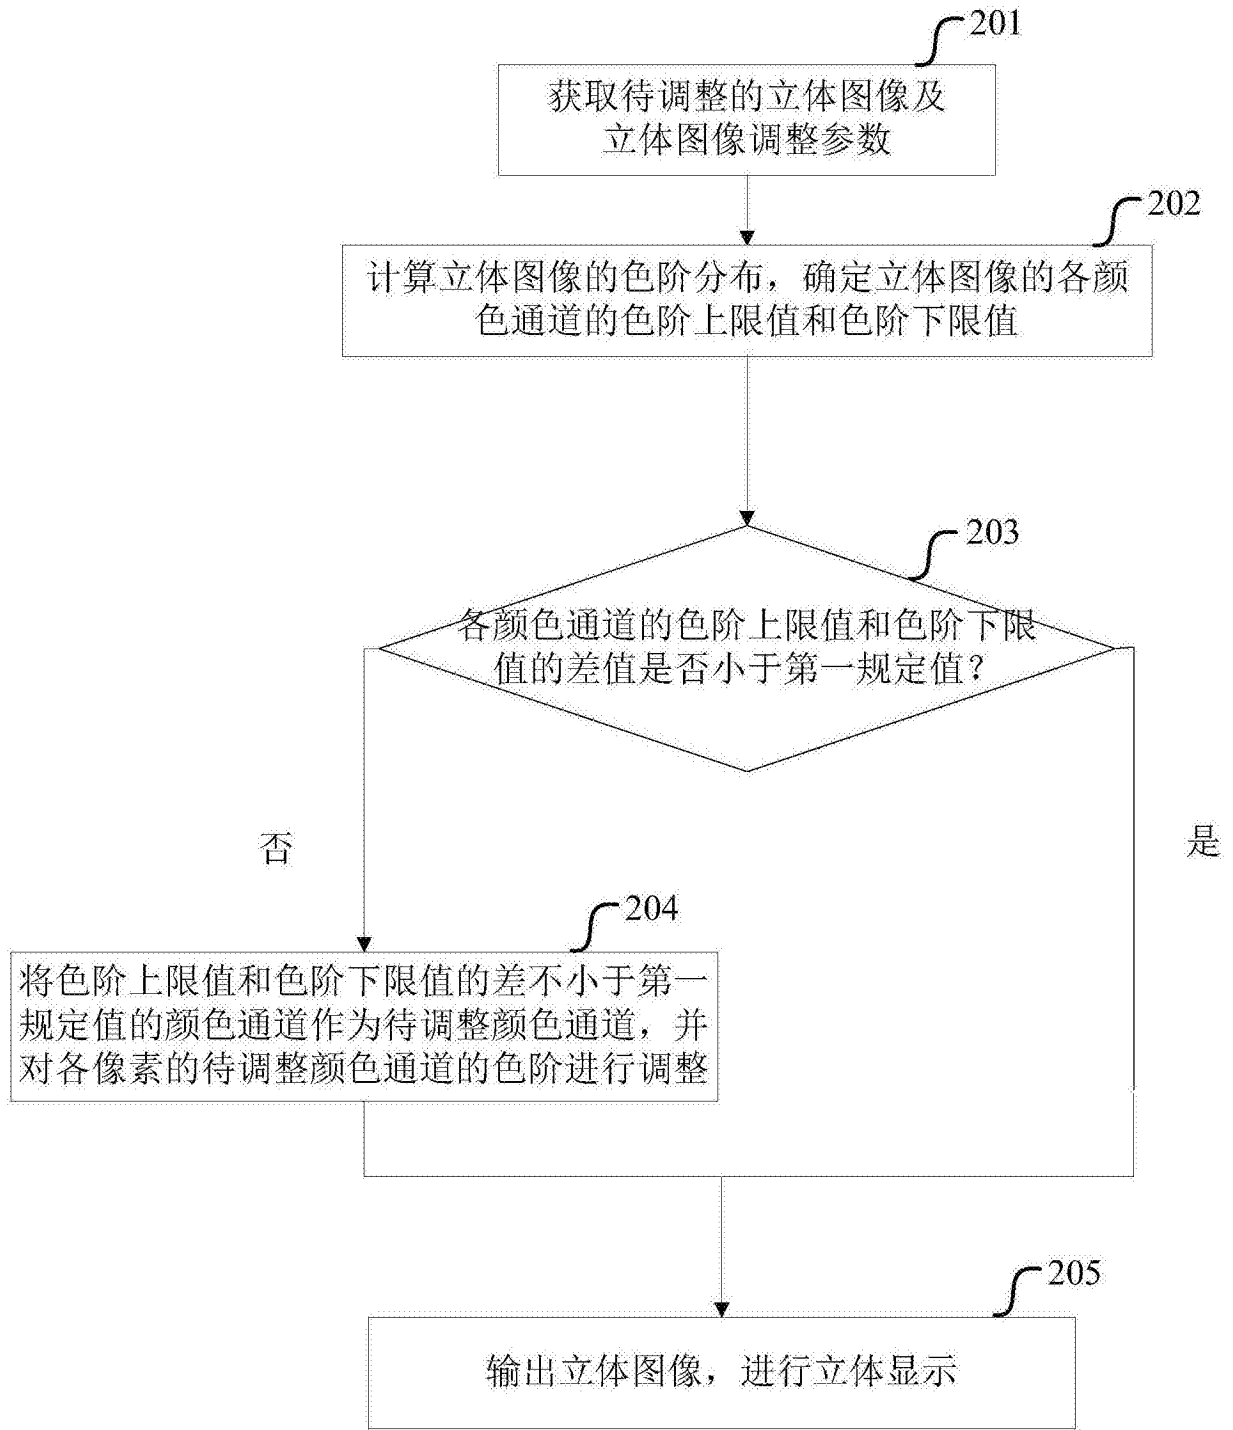 201
获取待调整的立体图像及
立体图像调整参数
202
计算立体图像的色阶分布，确定立体图像的各颜
色通道的色阶上限值和色阶下限值
203
各颜色通道的色阶上限值和色阶下限
值的差值是否小于第一规定值？
否
是
204
将色阶上限值和色阶下限值的差不小于第一
规定值的颜色通道作为待调整颜色通道，并
对各像素的待调整颜色通道的色阶进行调整
205
输出立体图像，进行立体显示